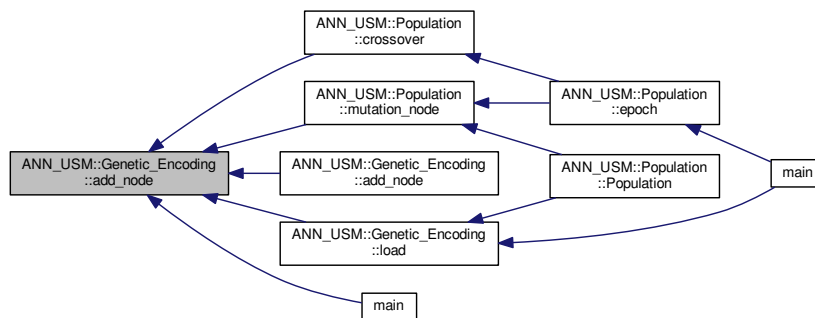 ANN_USM::Population
::crossover
ANN_USM::Population
::mutation_node
ANN_USM::Population
::epoch
ANN_USM::Genetic_Encoding
::add_node
ANN_USM::Genetic_Encoding
::add_node
ANN_USM::Population
::Population
main
ANN_USM::Genetic_Encoding
::load
main